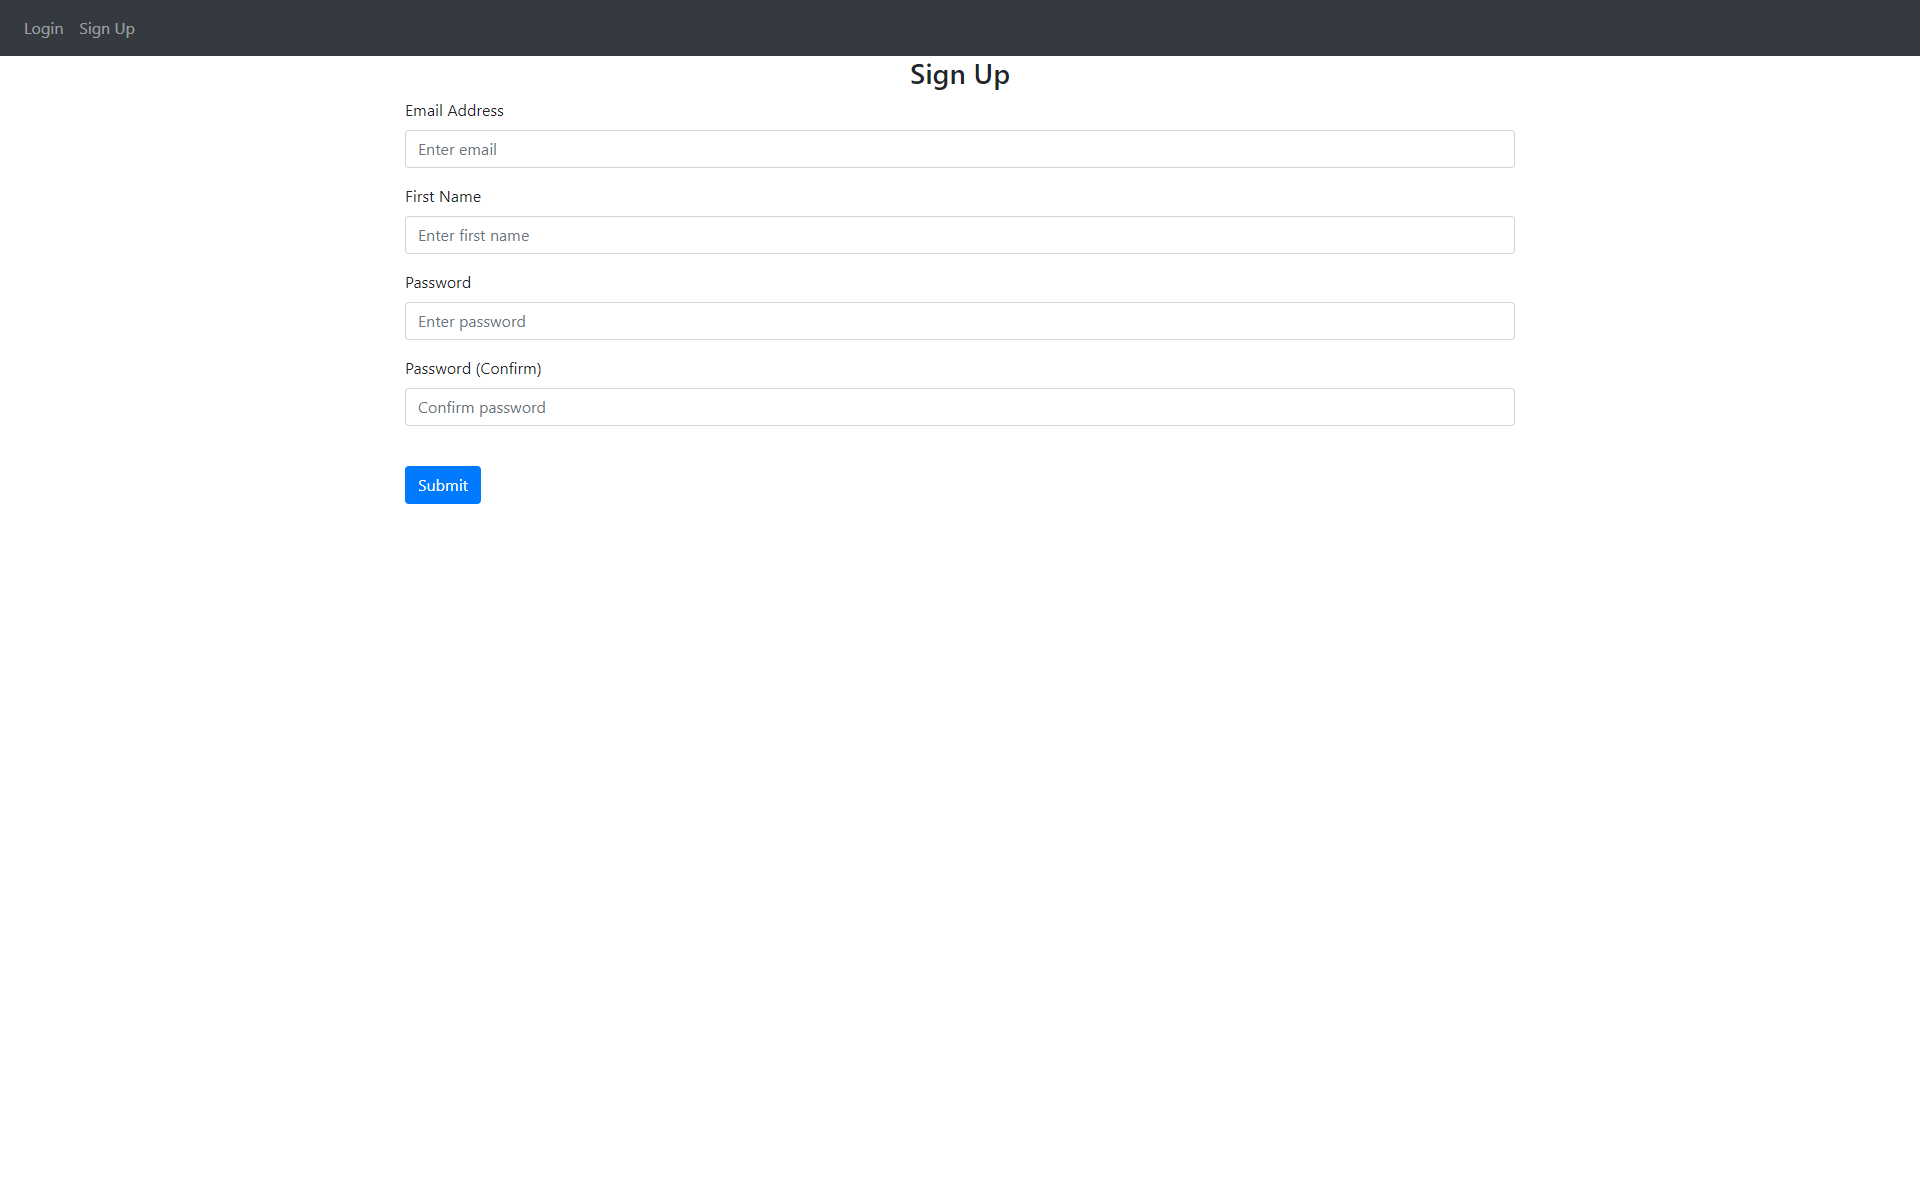 Login Sign Up
Sign Up
Email Address
Enter email
First Name
Enter first name
Password
Enter password
Password (Confirm)
Confirm password
Submit